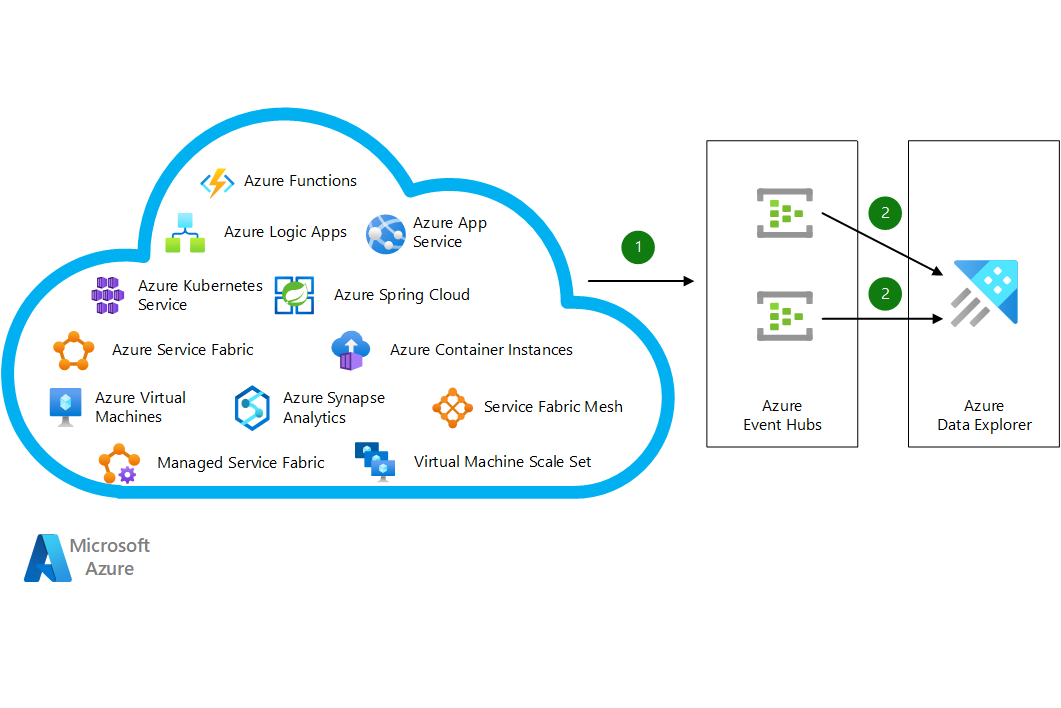 Azure Functions
Azure Logic Apps
Azure App
Service
Azure Kubernetes
Service
Azure Spring Cloud
Azure Service Fabric
Azure Container Instances
Azure Virtual
Machines
Azure Synapse
Analytics
Service Fabric Mesh
Managed Service Fabric
Virtual Machine Scale Set
Microsoft
Azure
1
Azure
Event Hubs
2
2
Azure
Data Explorer